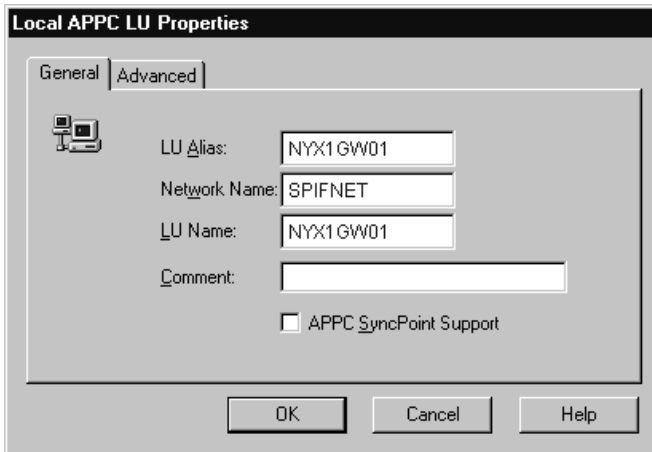 Local APPC LU Properties
General Advanced
LU Alias: NYX1GW01
Network Name: SPIFNET
LU Name: NYX1GW01
Comment:
APPC SyncPoint Support
OK Cancel Help